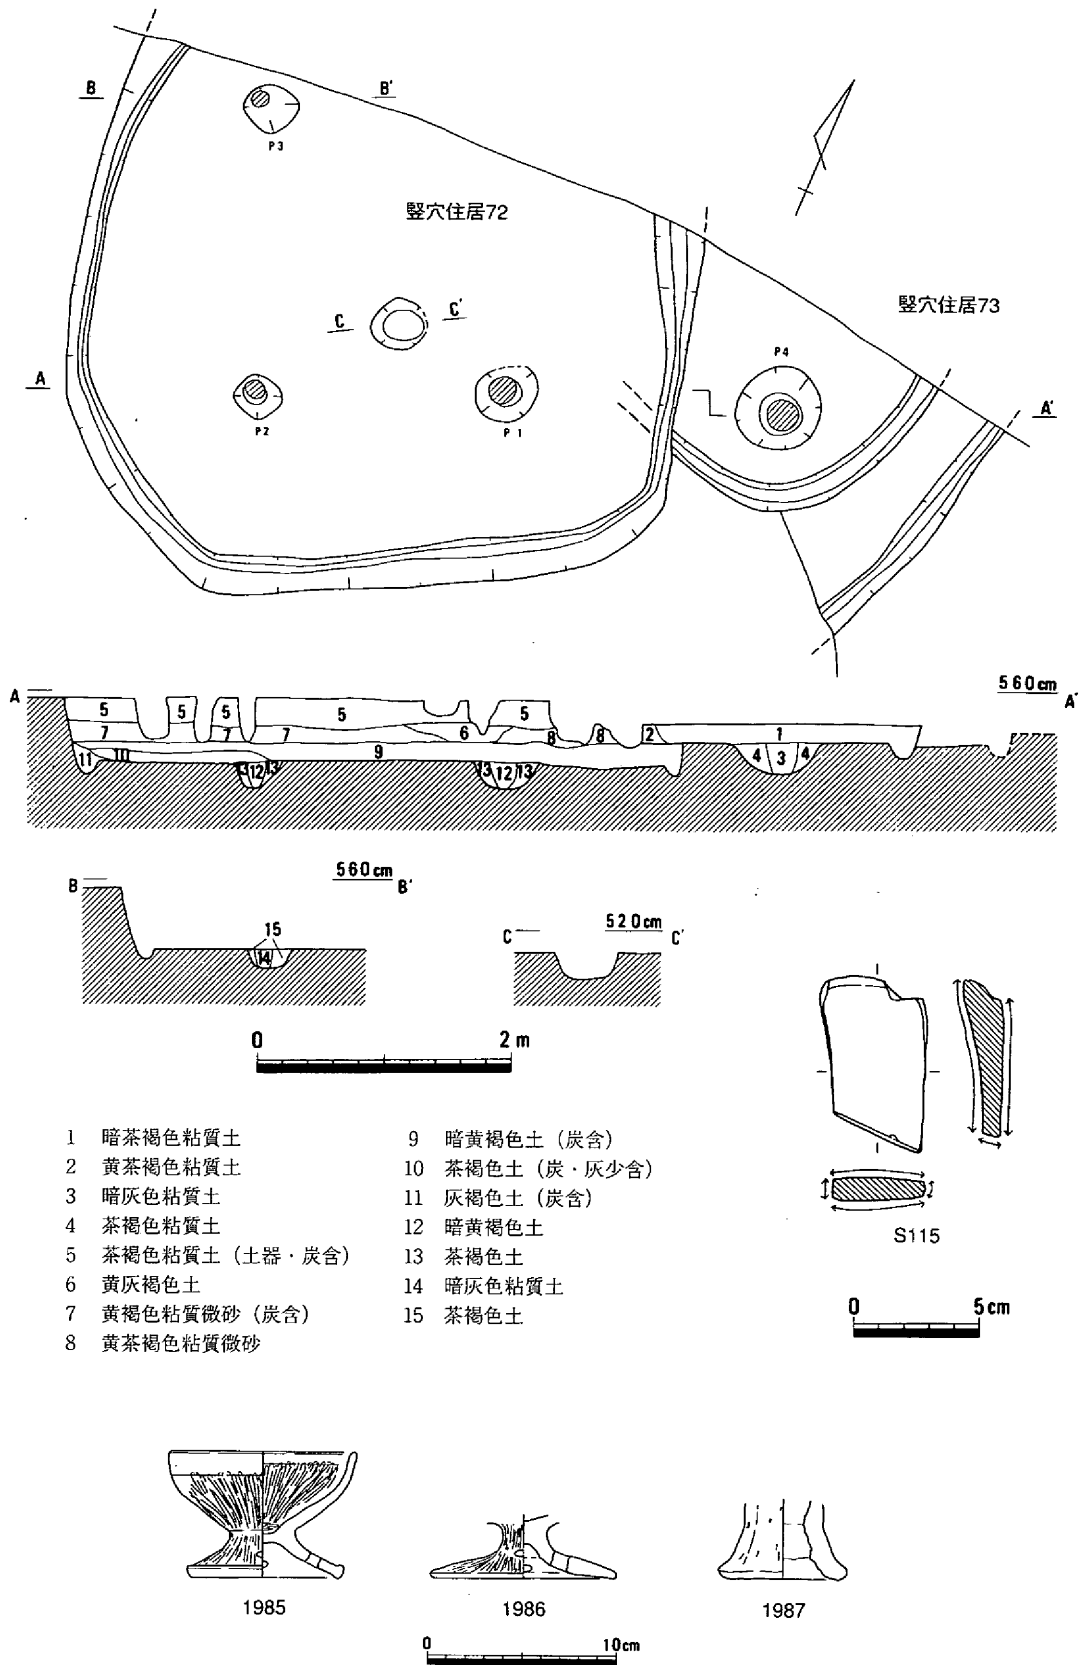 B
B′
P3
竪穴住居72
竪穴住居73
C
C′
P4
A
A′
P2
P1
A
560cm
A′
5
5
5
5
5
7
7
7
6
8
8
2
1
11
10
9
4
3
4
13
12
13
13
12
13
B
560cm
B′
15
14
C
520cm
C′
0
2m
1 暗茶褐色粘質土
2 黄茶褐色粘質土
3 暗灰色粘質土
4 茶褐色粘質土
5 茶褐色粘質土（土器・炭含）
6 黄灰褐色土
7 黄褐色粘質微砂（炭含）
8 黄茶褐色粘質微砂
9 暗黄褐色土（炭含）
10 茶褐色土（炭・灰少含）
11 灰褐色土（炭含）
12 暗黄褐色土
13 茶褐色土
14 暗灰色粘質土
15 茶褐色土
S115
0
5cm
1985
1986
1987
0
10cm